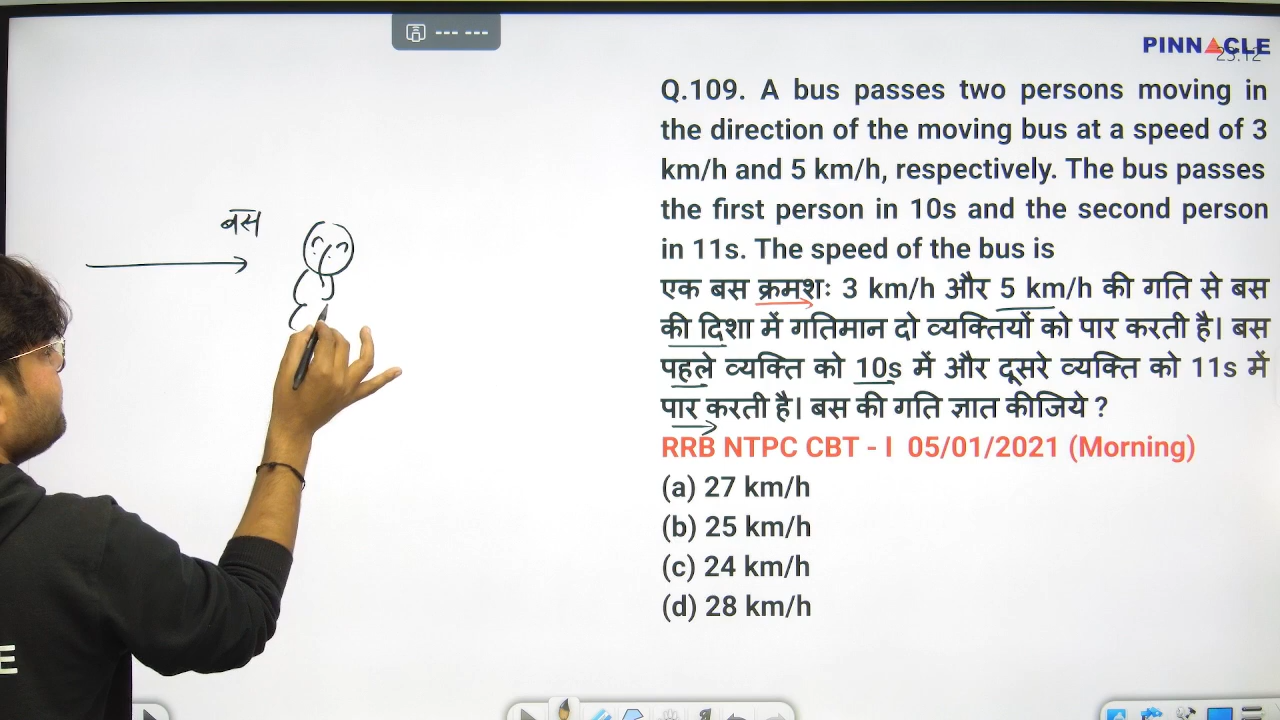 PINNACLE
23:12
Q.109. A bus passes two persons moving in
the direction of the moving bus at a speed of 3
km/h and 5 km/h, respectively. The bus passes
the first person in 10s and the second person
in 11s. The speed of the bus is
एक बस क्रमशः 3 km/h और 5 km/h की गति से बस
की दिशा में गतिमान दो व्यक्तियों को पार करती है। बस
पहले व्यक्ति को 10s में और दूसरे व्यक्ति को 11s में
पार करती है। बस की गति ज्ञात कीजिये ?
RRB NTPC CBT - I 05/01/2021 (Morning)
(a) 27 km/h
(b) 25 km/h
(c) 24 km/h
(d) 28 km/h
बस
E